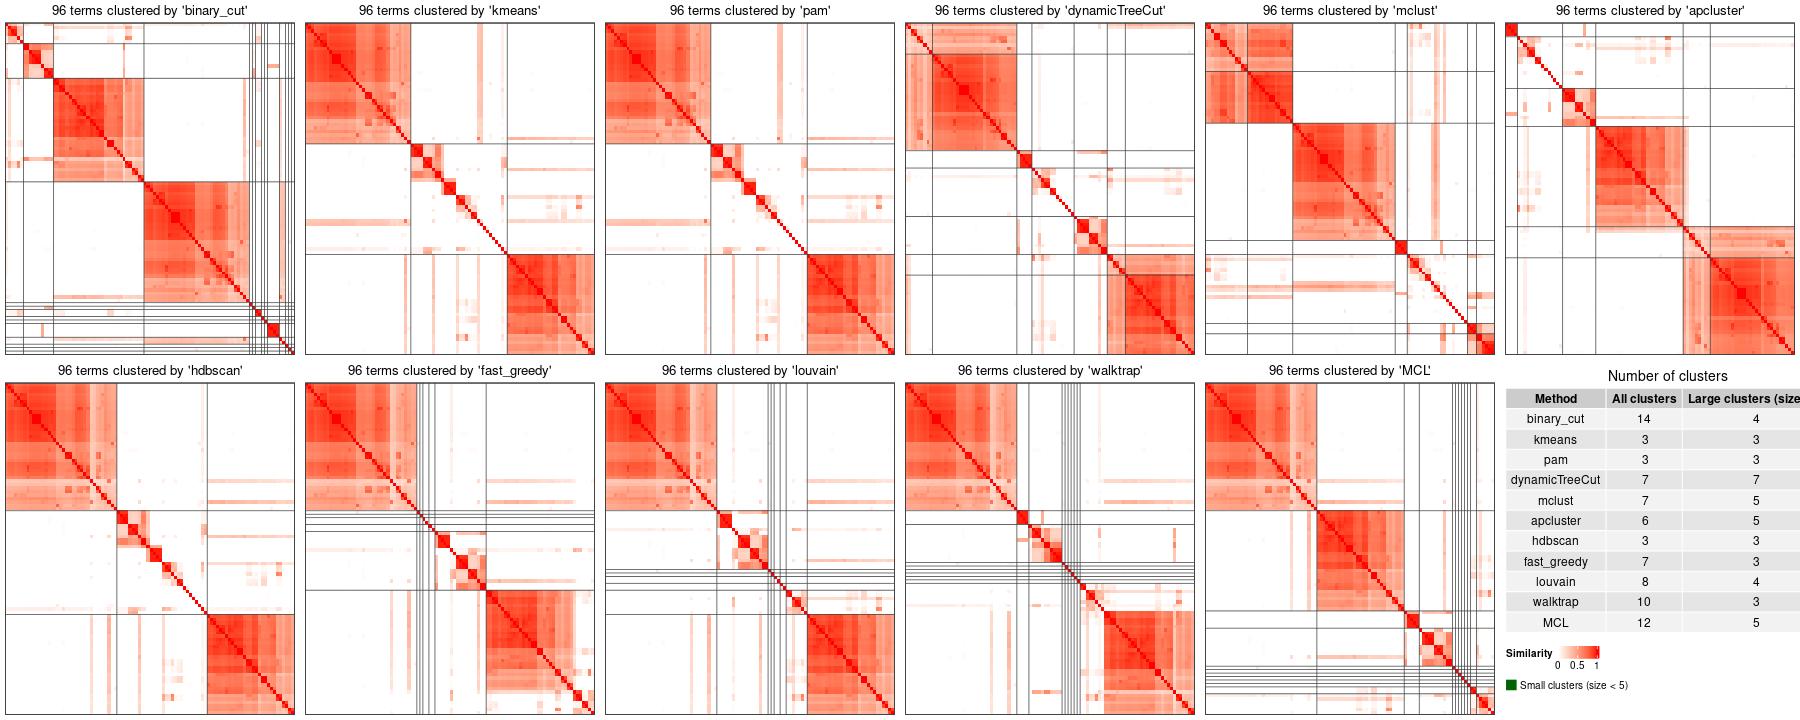 96 terms clustered by 'binary_cut'
96 terms clustered by 'kmeans'
96 terms clustered by 'pam'
96 terms clustered by 'dynamicTreeCut'
96 terms clustered by 'mclust'
96 terms clustered by 'apcluster'
96 terms clustered by 'hdbscan'
96 terms clustered by 'fast_greedy'
96 terms clustered by 'louvain'
96 terms clustered by 'walktrap'
96 terms clustered by 'MCL'
Number of clusters
Method All clusters Large clusters (size
binary_cut 14 4
kmeans 3 3
pam 3 3
dynamicTreeCut 7 7
mclust 7 5
apcluster 6 5
hdbscan 3 3
fast_greedy 7 3
louvain 8 4
walktrap 10 3
MCL 12 5
Similarity
0 0.5 1
Small clusters (size < 5)